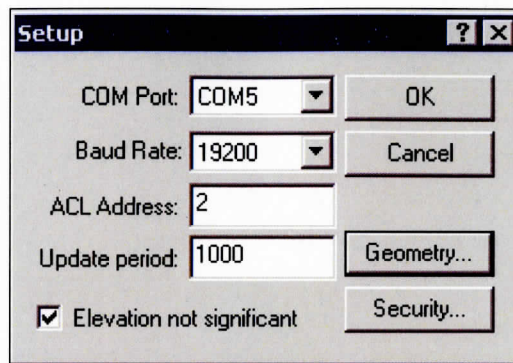 Setup
COM Port: COM5
OK
Baud Rate: 19200
Cancel
ACL Address: 2
Update period: 1000
Geometry...
Elevation not significant
Security...